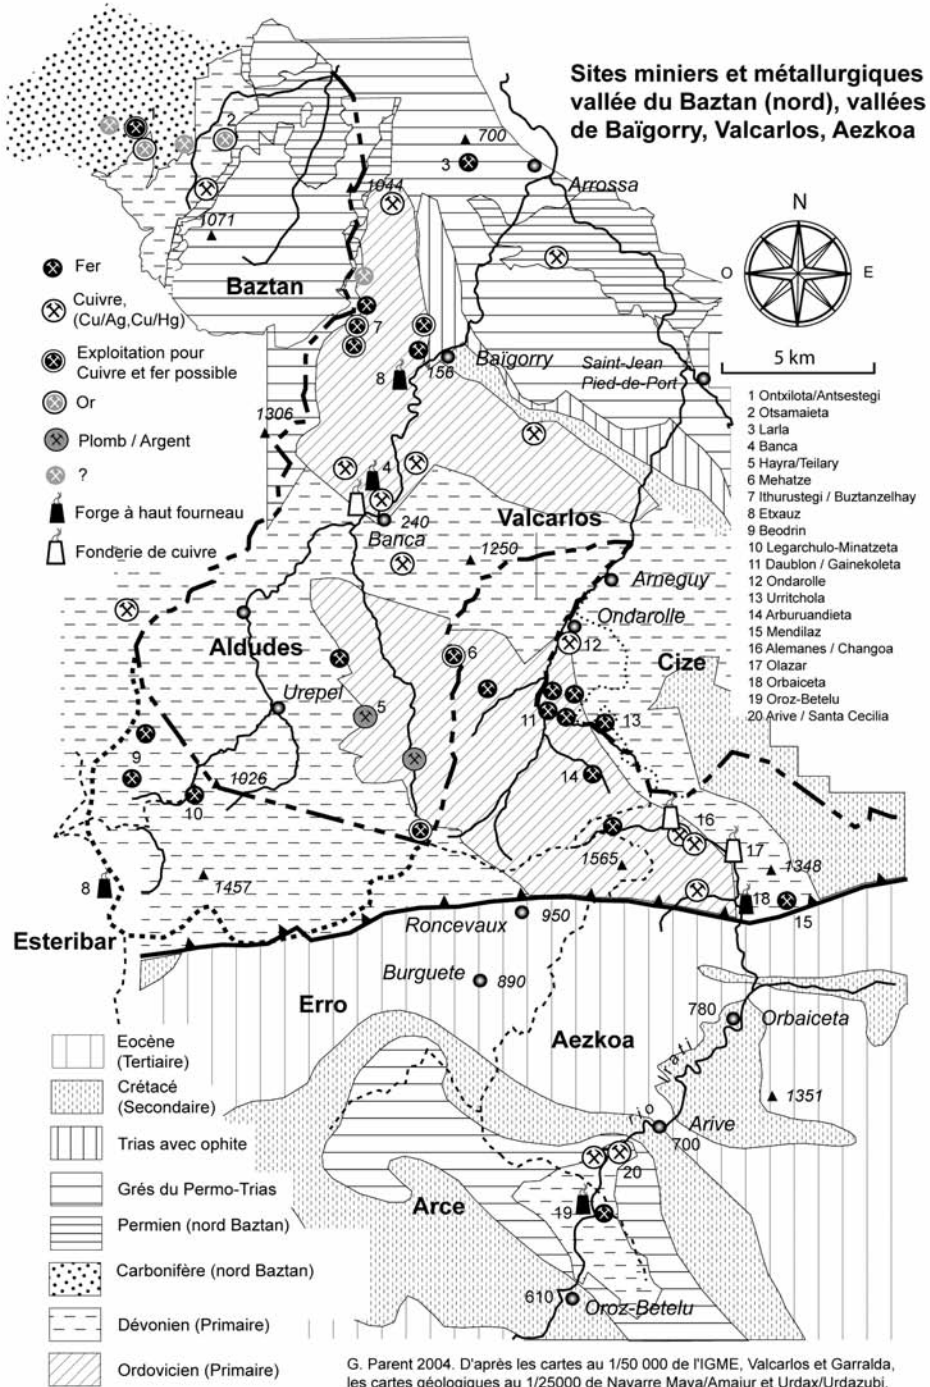 Sites miniers et métallurgiques
vallée du Baztan (nord), vallées
de Baïgorry, Valcarlos, Aezkoa
N
O
E
5 km
Fer
Cuivre,
(Cu/Ag,Cu/Hg)
Exploitation pour
Cuivre et fer possible
Or
Plomb / Argent
?
Forge à haut fourneau
Fonderie de cuivre
1 Ontxilota/Antsestegi
2 Otsamaieta
3 Larla
4 Banca
5 Hayra/Teilary
6 Mehatze
7 Ithurustegi / Buztanzelhay
8 Etxauz
9 Beodrin
10 Legarchulo-Minatzeta
11 Daublon / Gainekoleta
12 Ondarolle
13 Urritchola
14 Arburuandieta
15 Mendilaz
16 Alemanes / Changoa
17 Olazar
18 Orbaiceta
19 Oroz-Betelu
20 Arive / Santa Cecilia
1
2
700
3
Arrossa
1044
1071
Baztan
7
Baïgorry
156
8
Saint-Jean
Pied-de-Port
1306
4
240
Banca
Valcarlos
1250
Arneguy
Ondarolle
12
Aldudes
6
Cize
Urepel
5
11
13
9
14
1026
10
16
1565
17
1348
8
1457
18
15
Roncevaux
950
Esteribar
Burguete
890
Erro
780
Orbaiceta
Aezkoa
rio Irati
1351
Arive
700
20
Arce
19
610
Oroz-Betelu
Eocène
(Tertiaire)
Crétacé
(Secondaire)
Trias avec ophite
Grés du Permo-Trias
Permien (nord Baztan)
Carbonifère (nord Baztan)
Dévonien (Primaire)
Ordovicien (Primaire)
G. Parent 2004. D'après les cartes au 1/50 000 de l'IGME, Valcarlos et Garralda,
les cartes géologiques au 1/25000 de Navarre Maya/Amaiur et Urdax/Urdazubi.